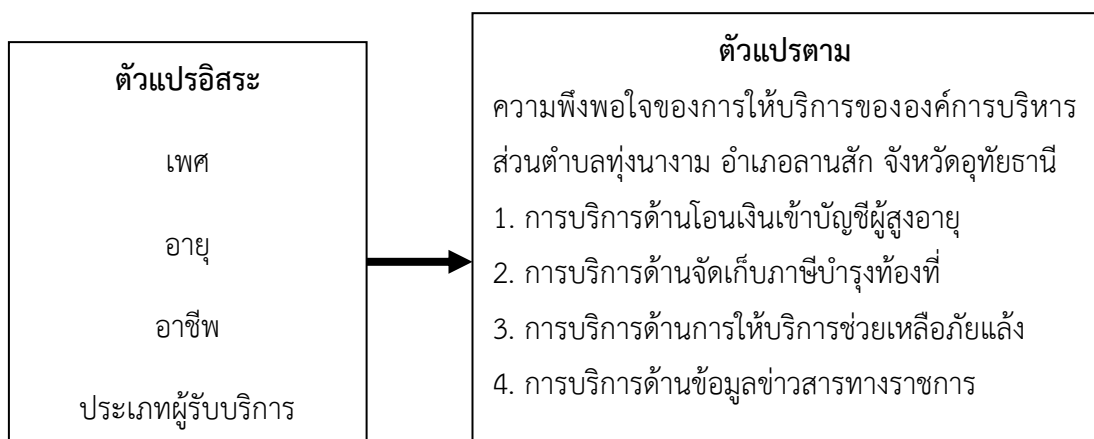 ตัวแปรอิสระ
เพศ
อายุ
อาชีพ
ประเภทผู้รับบริการ
ตัวแปรตาม
ความพึงพอใจของการให้บริการขององค์การบริหาร
ส่วนตำบลทุ่งนางาม อำเภอลานสัก จังหวัดอุทัยธานี
1. การบริการด้านโอนเงินเข้าบัญชีผู้สูงอายุ
2. การบริการด้านจัดเก็บภาษีบำรุงท้องที่
3. การบริการด้านการให้บริการช่วยเหลือภัยแล้ง
4. การบริการด้านข้อมูลข่าวสารทางราชการ